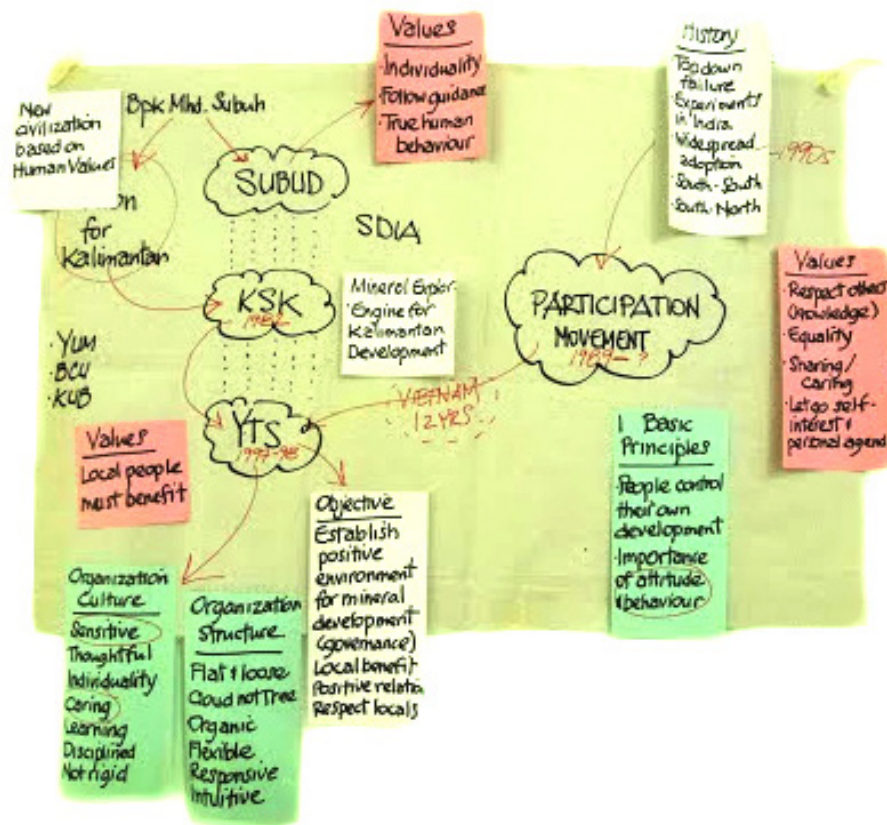 New
civilization
based on
Human Values
Bpk Mhd. Subuh
for
Kalimantan
SUBUD
Values
·Individuality
·Follow guidance
·True human
behaviour
SDIA
History
Top down
failure
·Experiments
in India
·Widespread
adoption
·South-South
·South North
1990s
KSK
1982
Mineral Explor
·Engine for
Kalimantan
Development
PARTICIPATION
MOVEMENT
1989-?
Values
·Respect others
(knowledge)
·Equality
·Sharing/
caring
·Let go self-
interest &
personal agend
·YUM
·BCU
·KUB
VIETNAM
12 YRS
YTS
1997-98
Values
Local people
must benefit
Basic
Principles
·People control
their own
development
·Importance
of attitude
& behaviour
Organization
Culture
Sensitive
Thoughtful
Individuality
Caring
Learning
Disciplined
Not rigid
Organization
Structure
Flat & loose
Cloud not Tree
Organic
Flexible
Responsive
Intuitive
Objective
Establish
positive
environment
for mineral
development
(governance)
Local benefit
Positive relatio
Respect locals